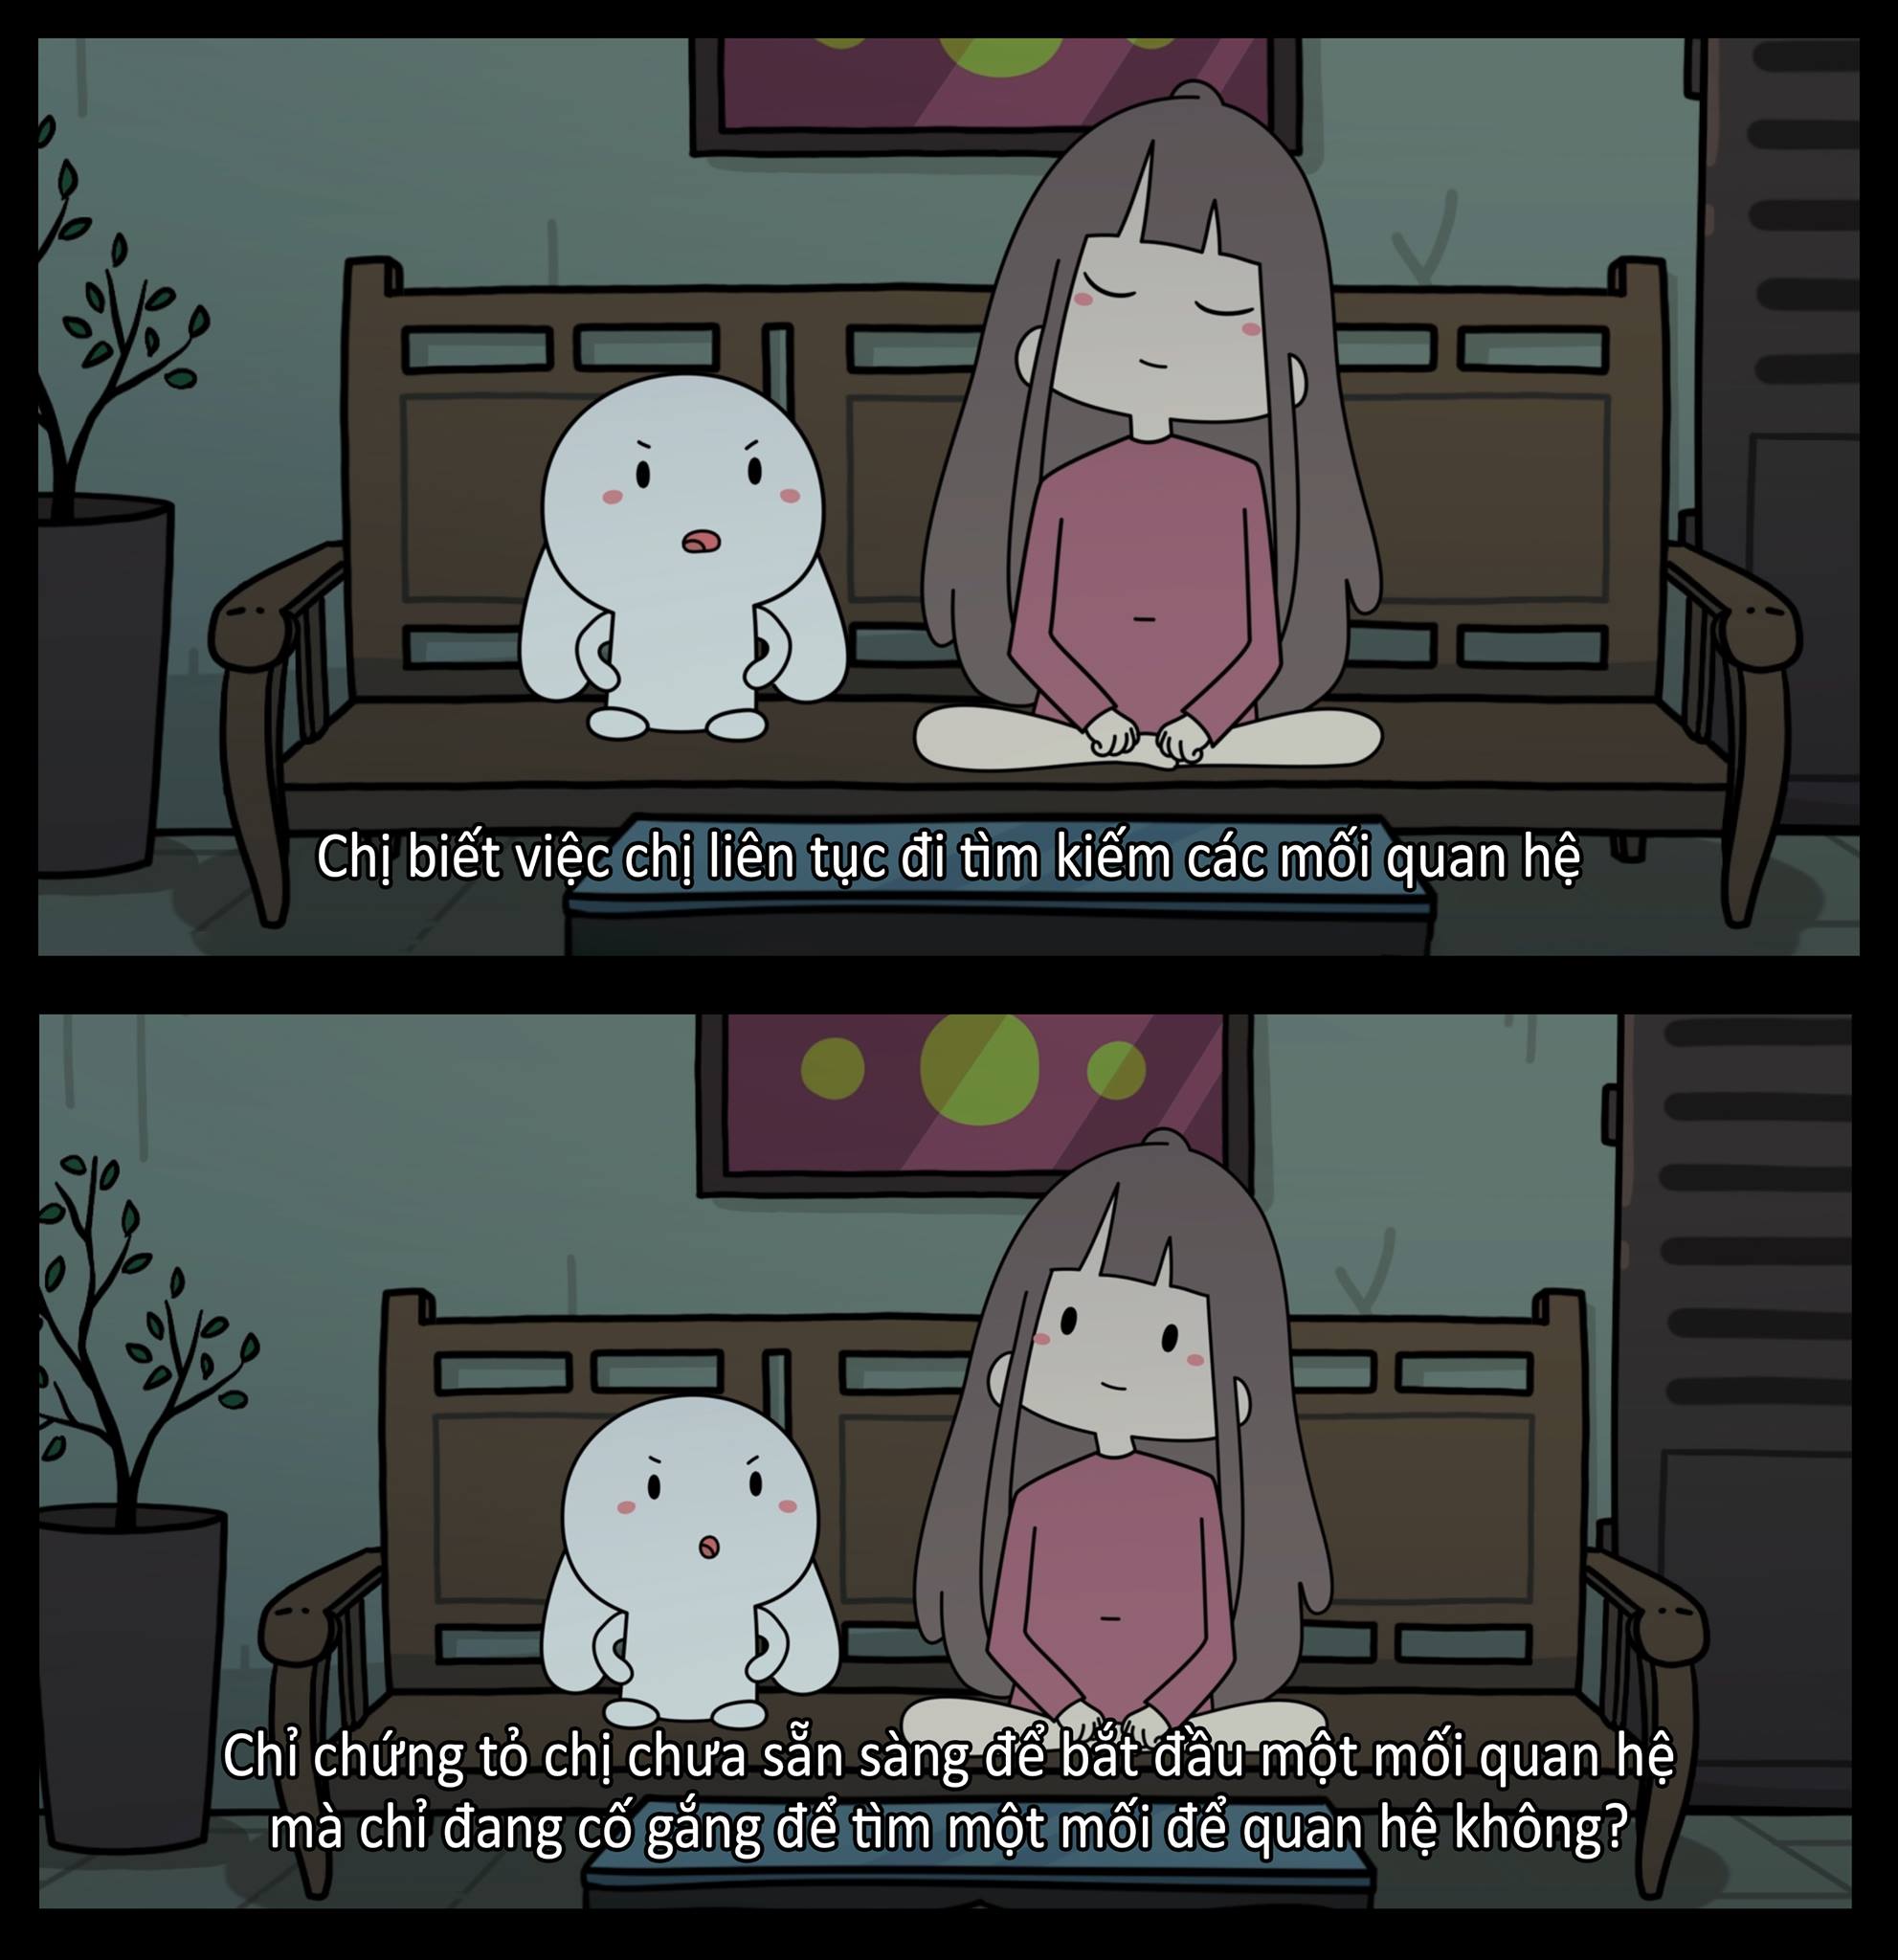 Chị biết việc chị liên tục đi tìm kiếm các mối quan hệ
Chỉ chứng tỏ chị chưa sẵn sàng để bắt đầu một mối quan hệ
mà chỉ đang cố gắng để tìm một mối để quan hệ không?